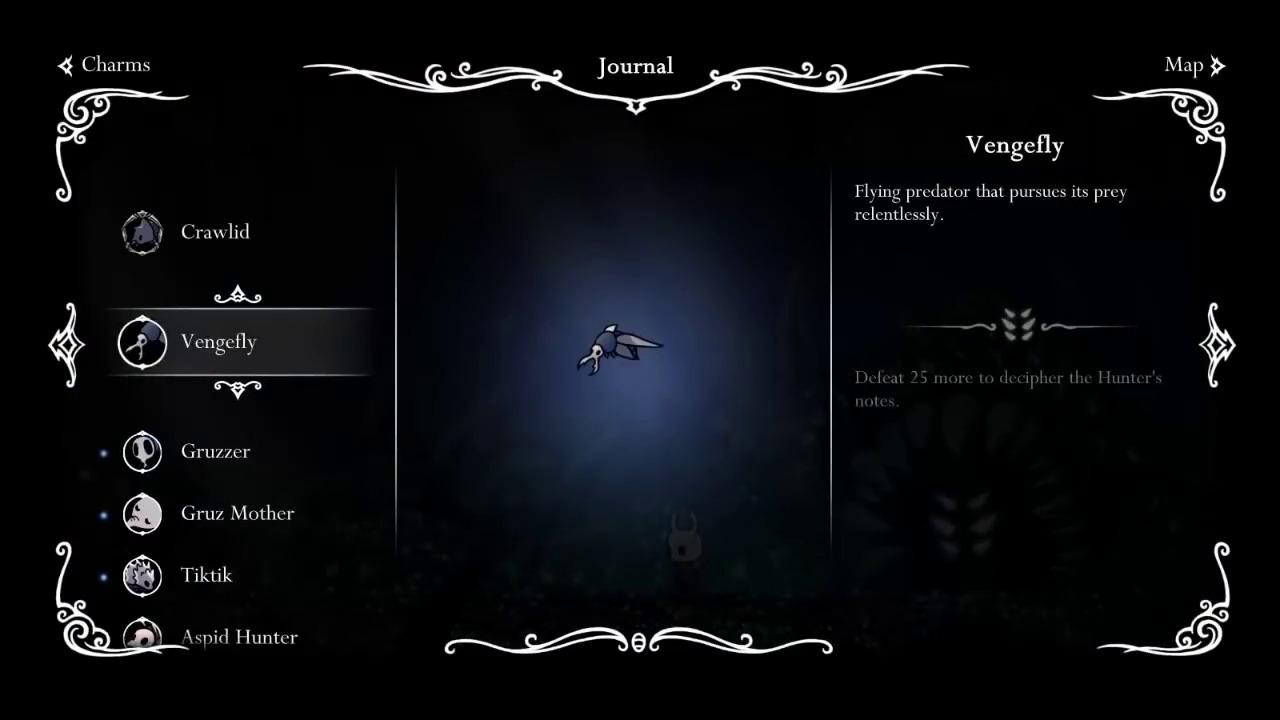 Charms
Journal
Map
Crawlid
Vengefly
Gruzzer
Gruz Mother
Tiktik
Aspid Hunter
Vengefly
Flying predator that pursues its prey
relentlessly.
Defeat 25 more to decipher the Hunter's
notes.